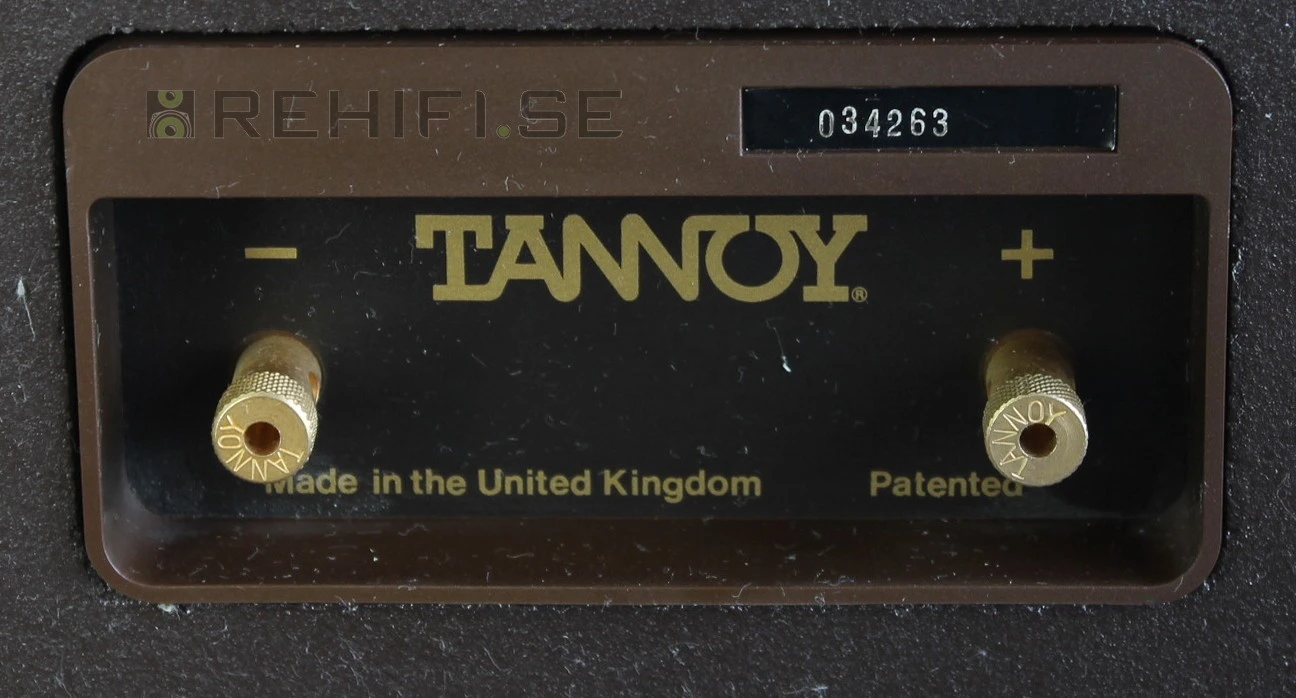 REHIFI.SE
034263
− TANNOY® +
TANNOY
TANNOY
Made in the United Kingdom Patented